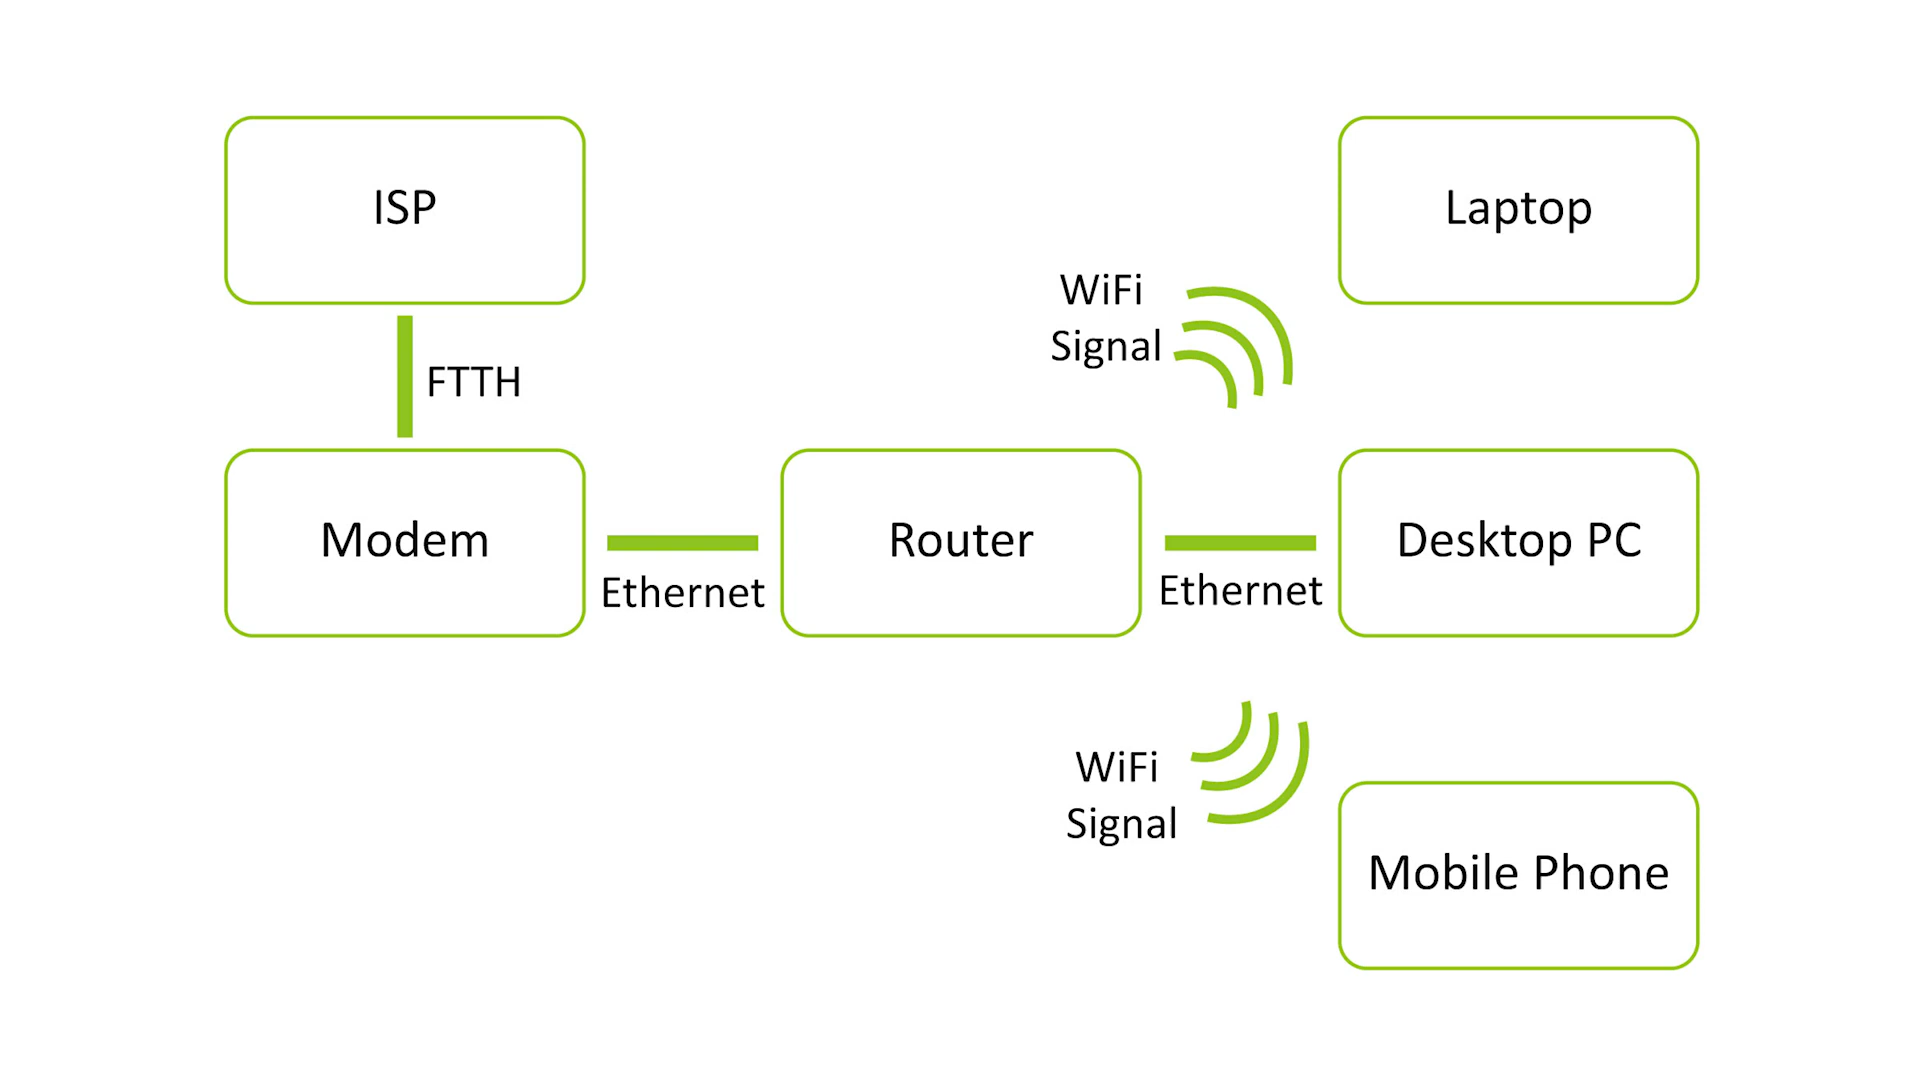 ISP
Laptop
WiFi
Signal
FTTH
Modem
Router
Desktop PC
Ethernet
Ethernet
WiFi
Signal
Mobile Phone